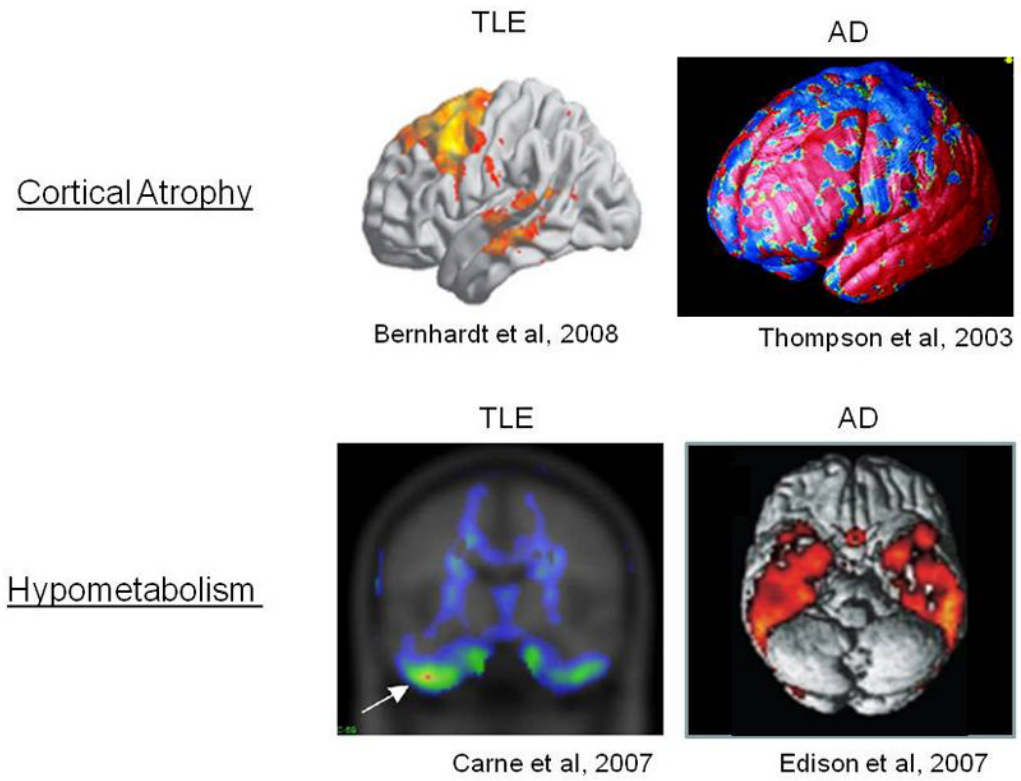 TLE
AD
Cortical Atrophy
Bernhardt et al, 2008
Thompson et al, 2003
TLE
AD
Hypometabolism
Carne et al, 2007
Edison et al, 2007